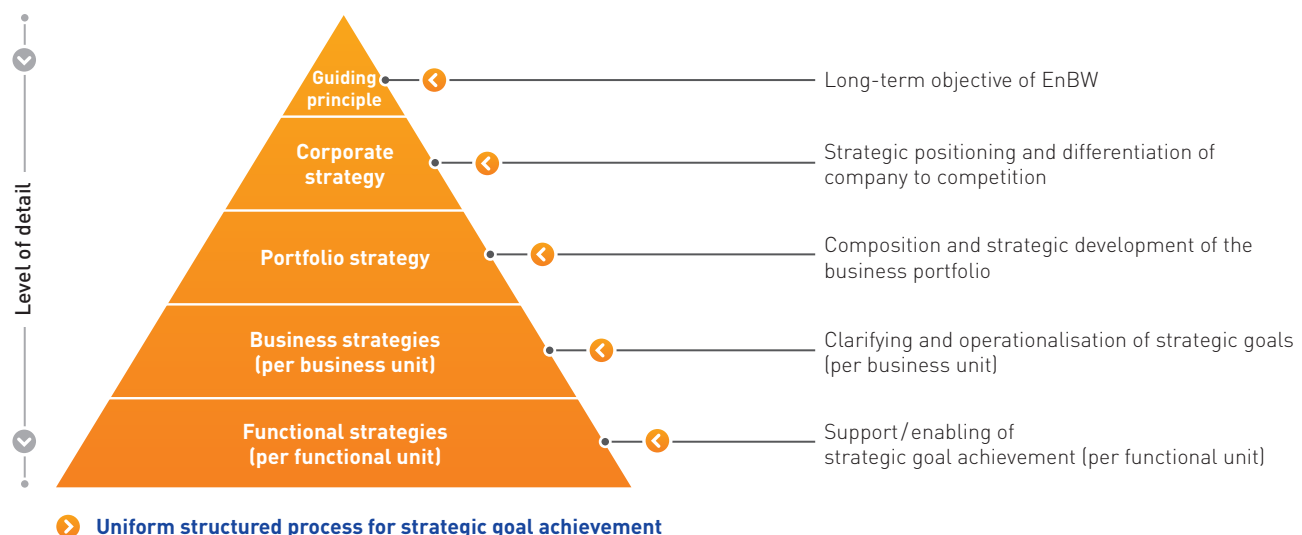 Guiding
principle
Long-term objective of EnBW
Corporate
strategy
Strategic positioning and differentiation of
company to competition
Level of detail
Portfolio strategy
Composition and strategic development of the
business portfolio
Business strategies
(per business unit)
Clarifying and operationalisation of strategic goals
(per business unit)
Functional strategies
(per functional unit)
Support/enabling of
strategic goal achievement (per functional unit)
Uniform structured process for strategic goal achievement